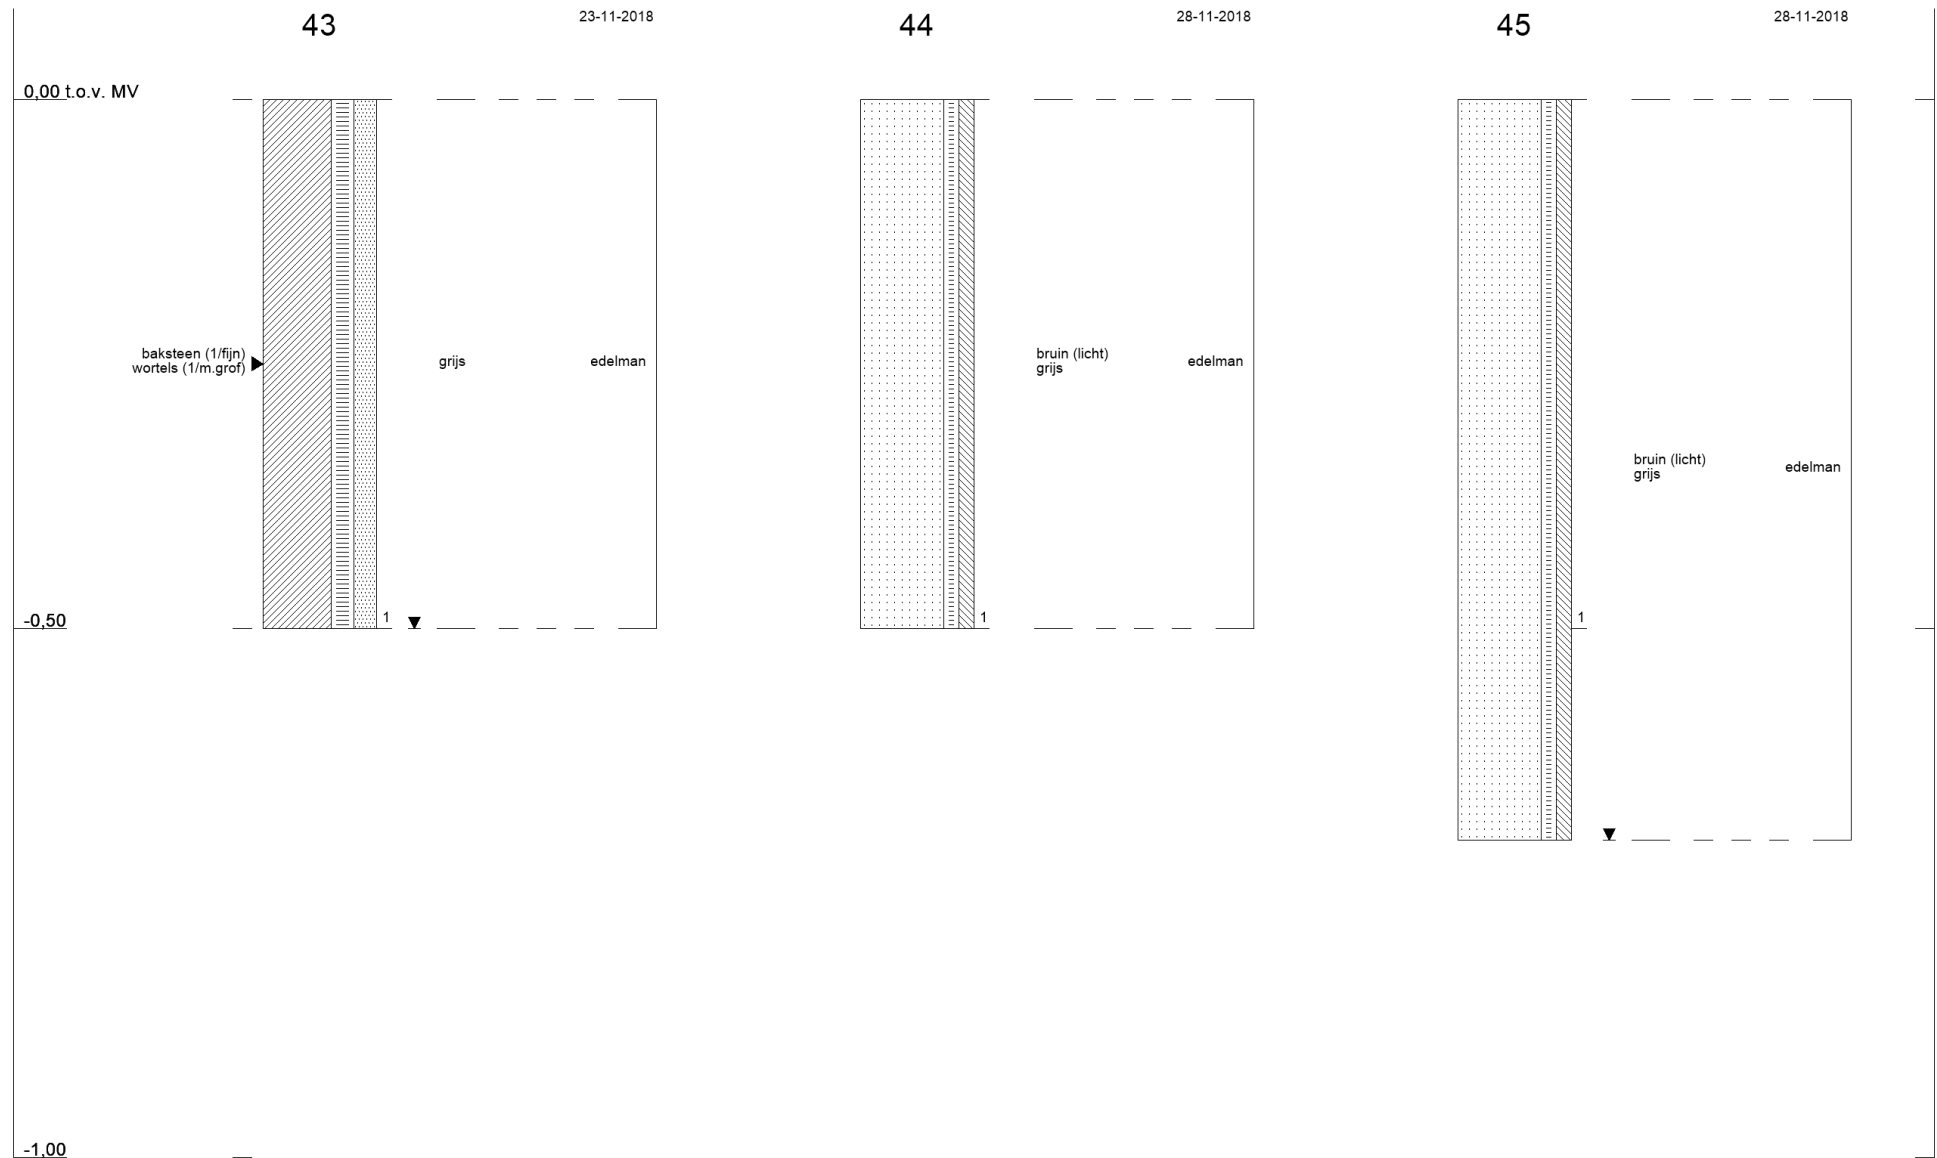 43
23-11-2018
44
28-11-2018
45
28-11-2018
0,00 t.o.v. MV
baksteen (1/fijn)
wortels (1/m.grof)
grijs
edelman
bruin (licht)
grijs
edelman
bruin (licht)
grijs
edelman
-0,50
1
1
1
-1,00